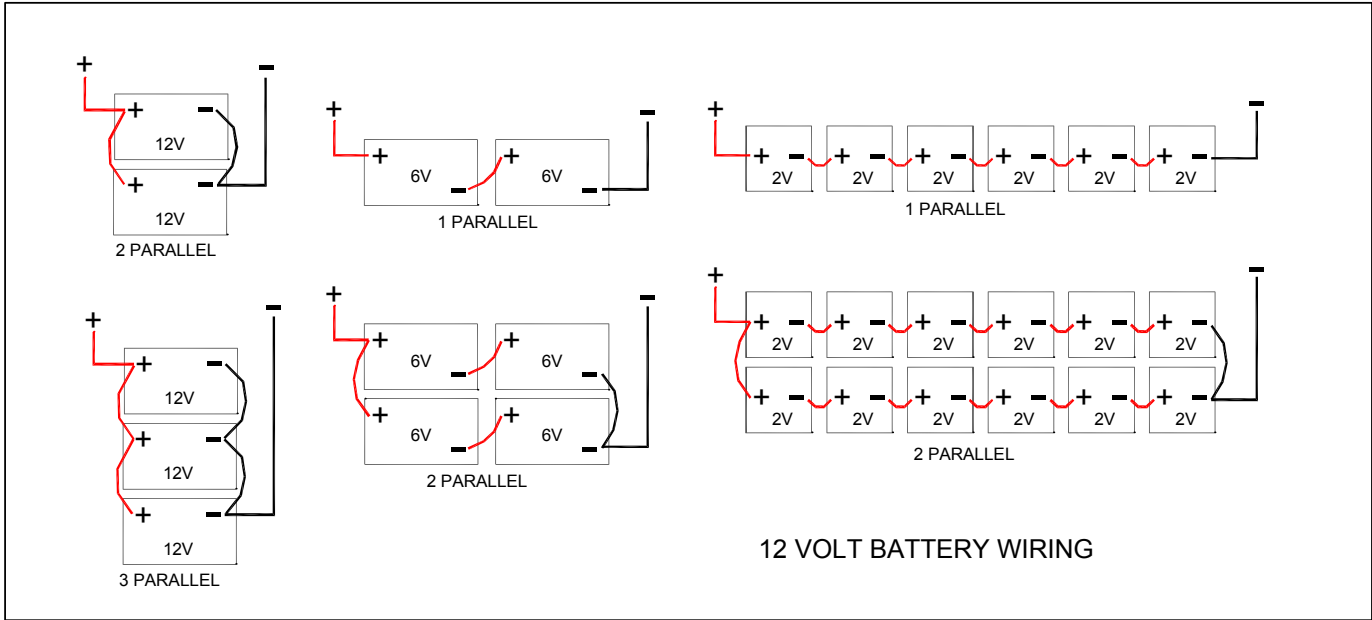 + -
+ -
12V
+ -
12V
2 PARALLEL
+ -
+ +
6V 6V
- -
1 PARALLEL
+ -
+ - + - + - + - + - + -
2V 2V 2V 2V 2V 2V
1 PARALLEL
+ -
+ -
12V
+ -
12V
+ -
12V
3 PARALLEL
+ -
+ +
6V 6V
- -
+ +
6V 6V
- -
2 PARALLEL
+ -
+ - + - + - + - + - + -
2V 2V 2V 2V 2V 2V
+ - + - + - + - + - + -
2V 2V 2V 2V 2V 2V
2 PARALLEL
12 VOLT BATTERY WIRING